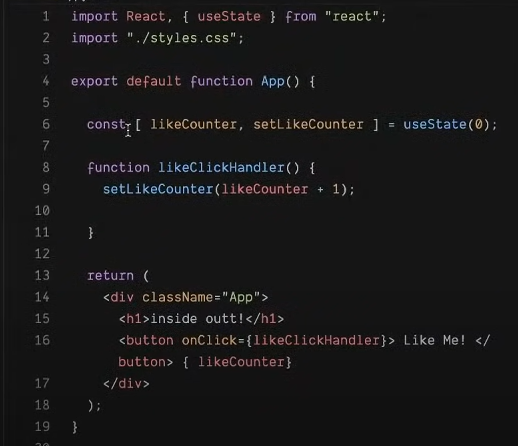 1 import React, { useState } from "react";
2 import "./styles.css";
3
4 export default function App() {
5
6 const [ likeCounter, setLikeCounter ] = useState(0);
7
8 function likeClickHandler() {
9 setLikeCounter(likeCounter + 1);
10
11 }
12
13 return (
14 <div className="App">
15 <h1>inside outt!</h1>
16 <button onClick={likeClickHandler}> Like Me! </
button> { likeCounter}
17 </div>
18 );
19 }